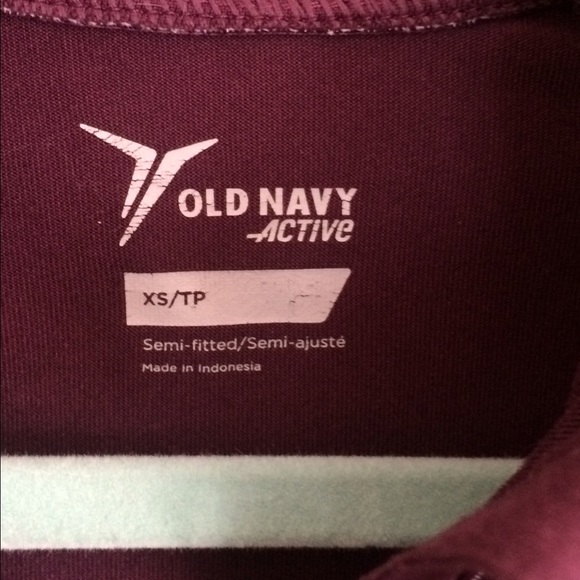 OLD NAVY
ACTIVE
XS/TP
Semi-fitted/Semi-ajusté
Made in Indonesia